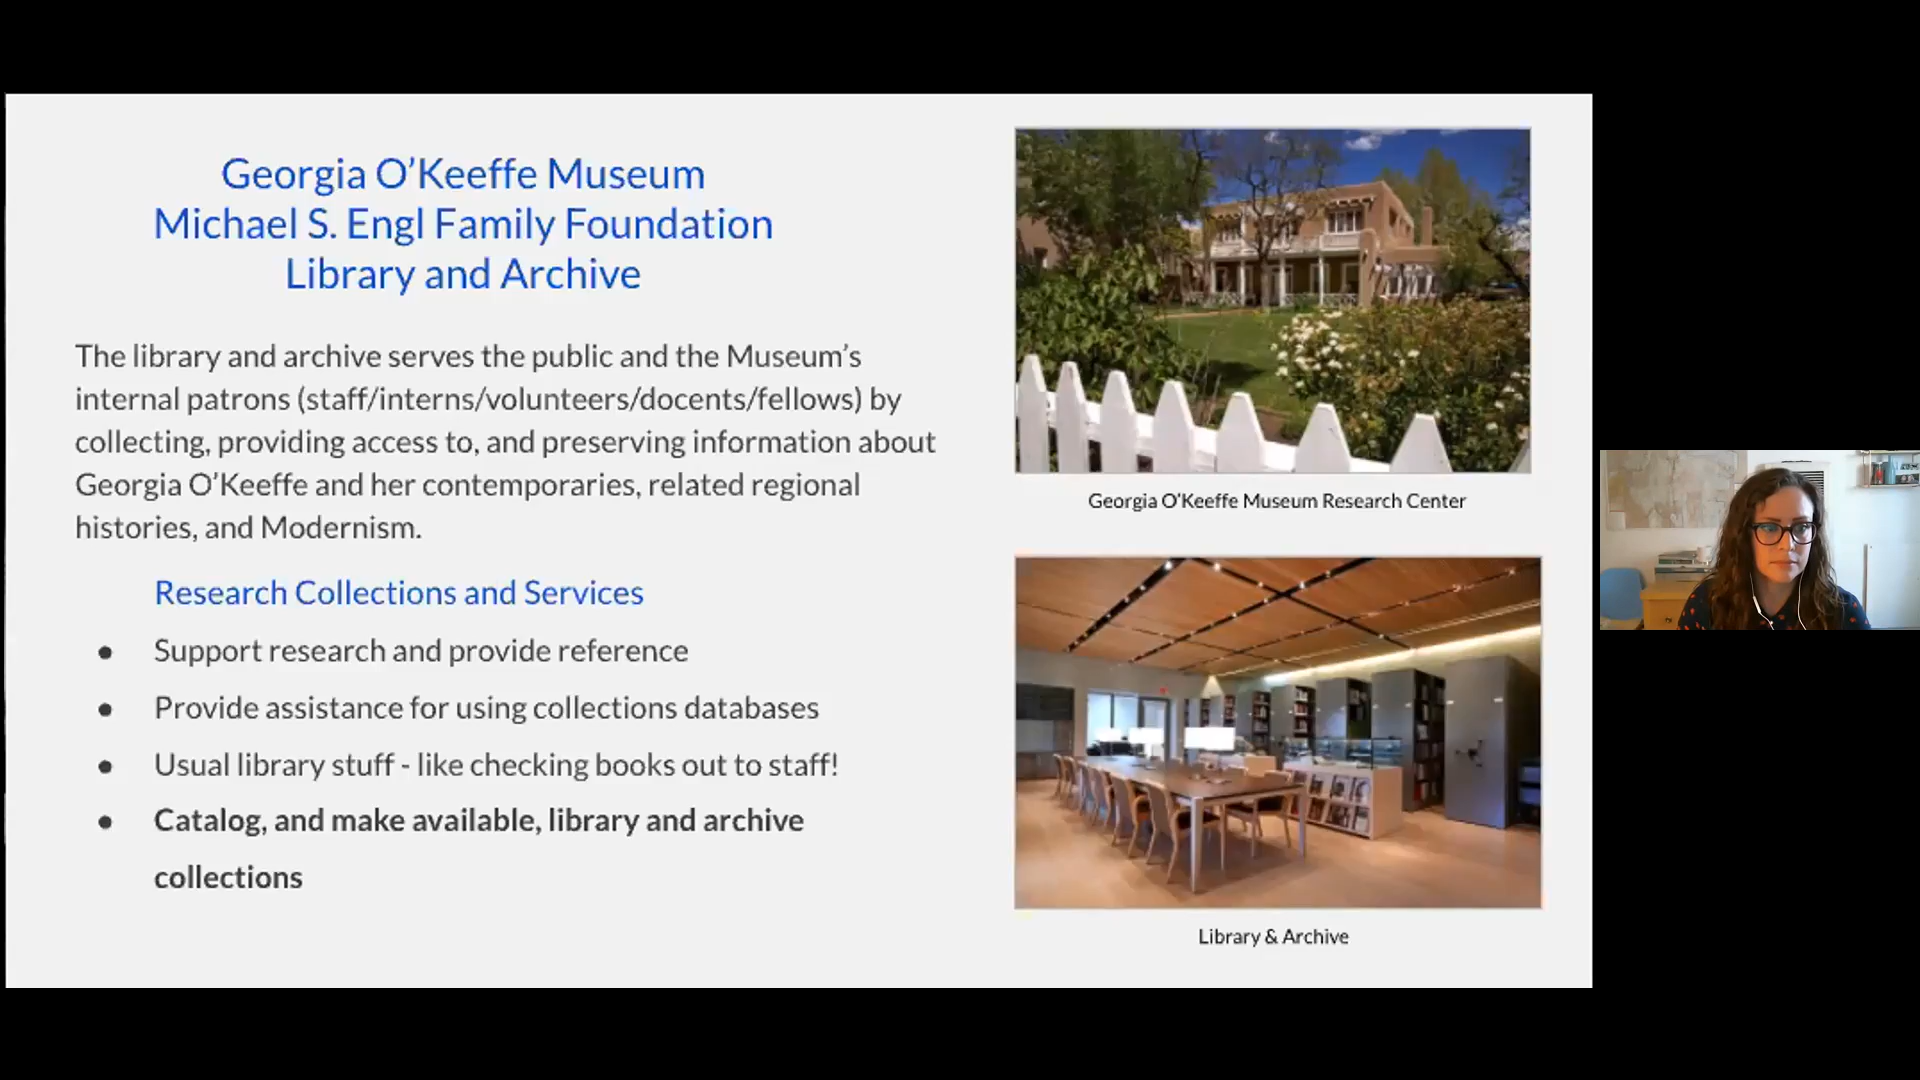 Georgia O’Keeffe Museum
Michael S. Engl Family Foundation
Library and Archive
The library and archive serves the public and the Museum’s
internal patrons (staff/interns/volunteers/docents/fellows) by
collecting, providing access to, and preserving information about
Georgia O’Keeffe and her contemporaries, related regional
histories, and Modernism.
Research Collections and Services
● Support research and provide reference
● Provide assistance for using collections databases
● Usual library stuff - like checking books out to staff!
● Catalog, and make available, library and archive
collections
Georgia O'Keeffe Museum Research Center
Library & Archive